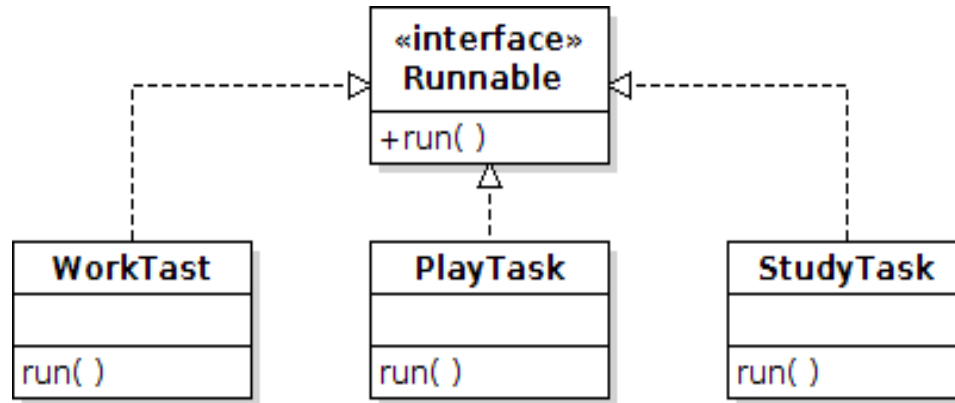 «interface»
Runnable
+run( )
WorkTast
PlayTask
StudyTask
run( )
run( )
run( )